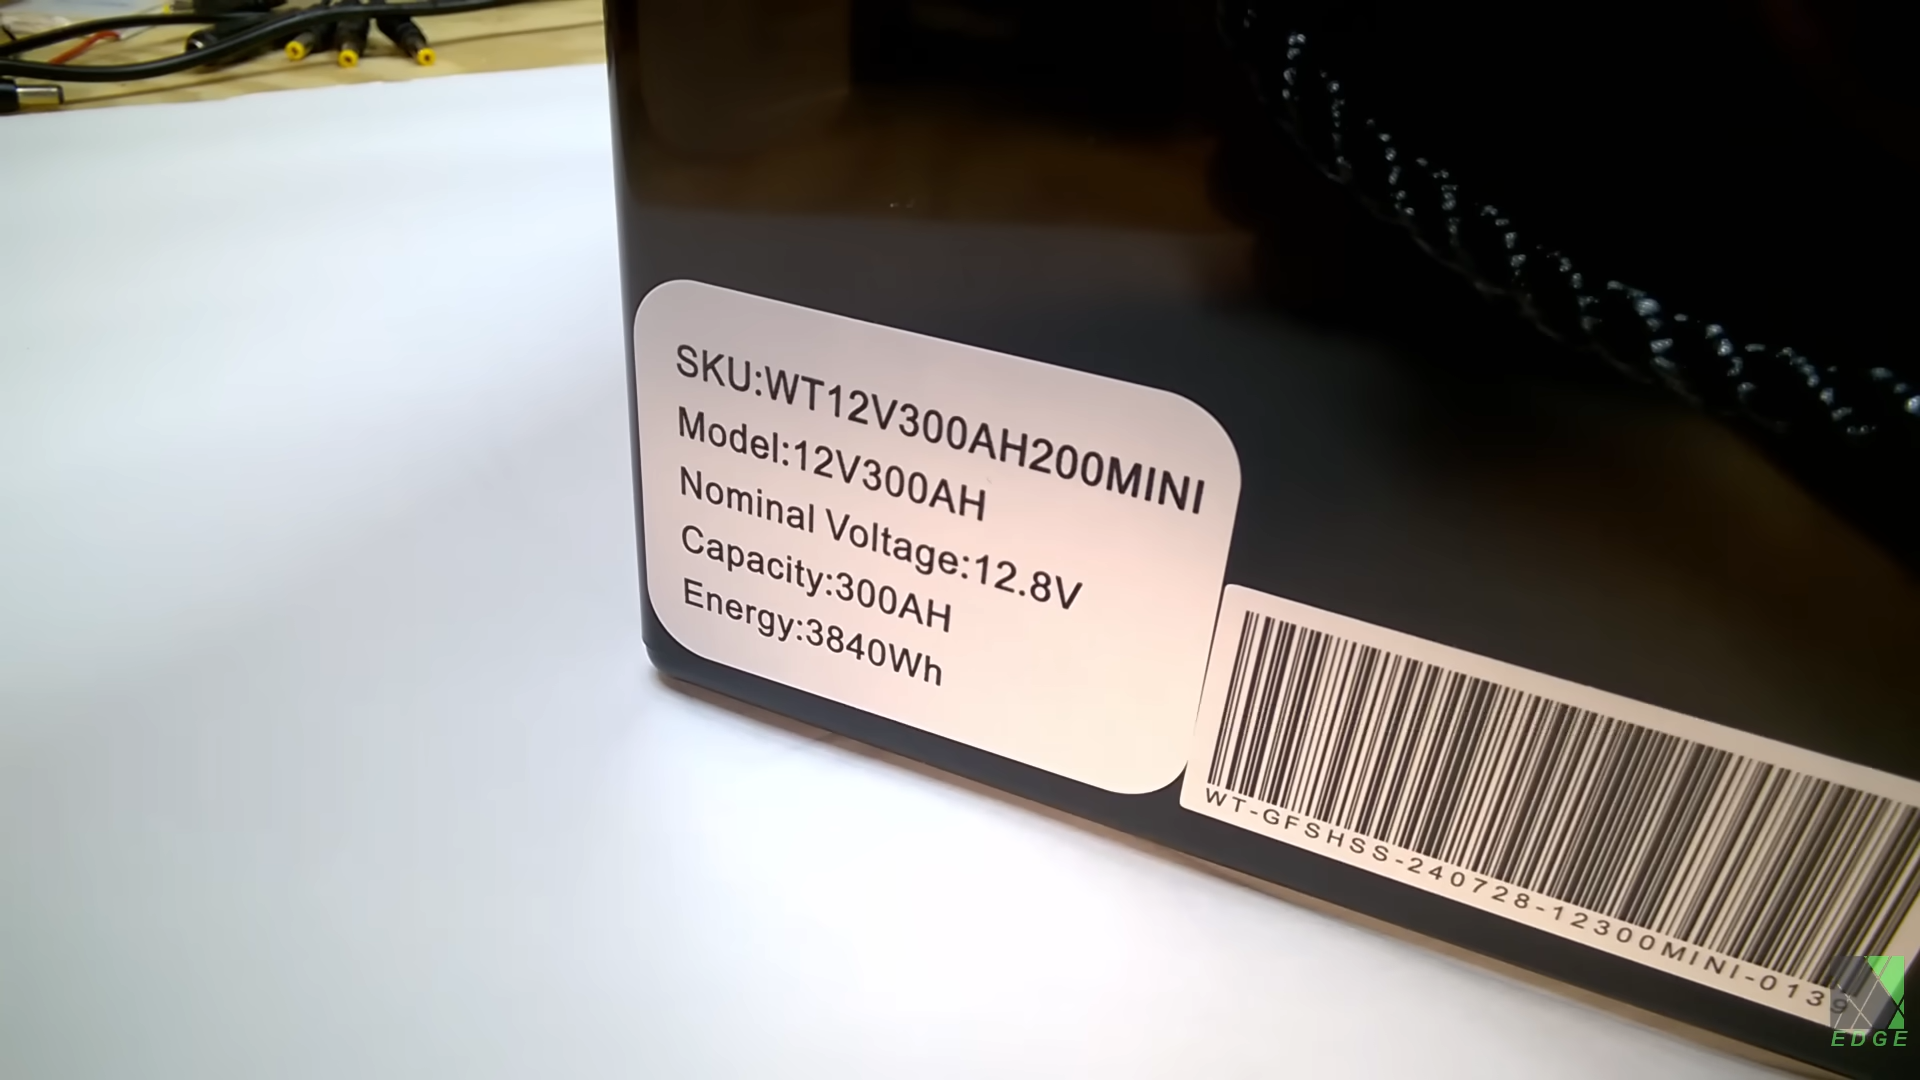 SKU:WT12V300AH200MINI
Model:12V300AH
Nominal Voltage:12.8V
Capacity:300AH
Energy:3840Wh
WT-GFSHSS-240728-12300MINI-0139
EDGE